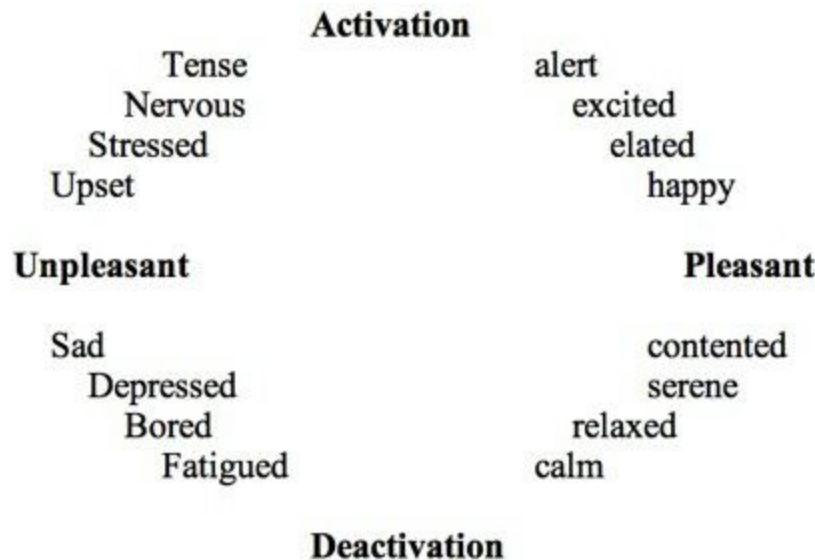 Activation
Tense alert
Nervous excited
Stressed elated
Upset happy
Unpleasant Pleasant
Sad contented
Depressed serene
Bored relaxed
Fatigued calm
Deactivation